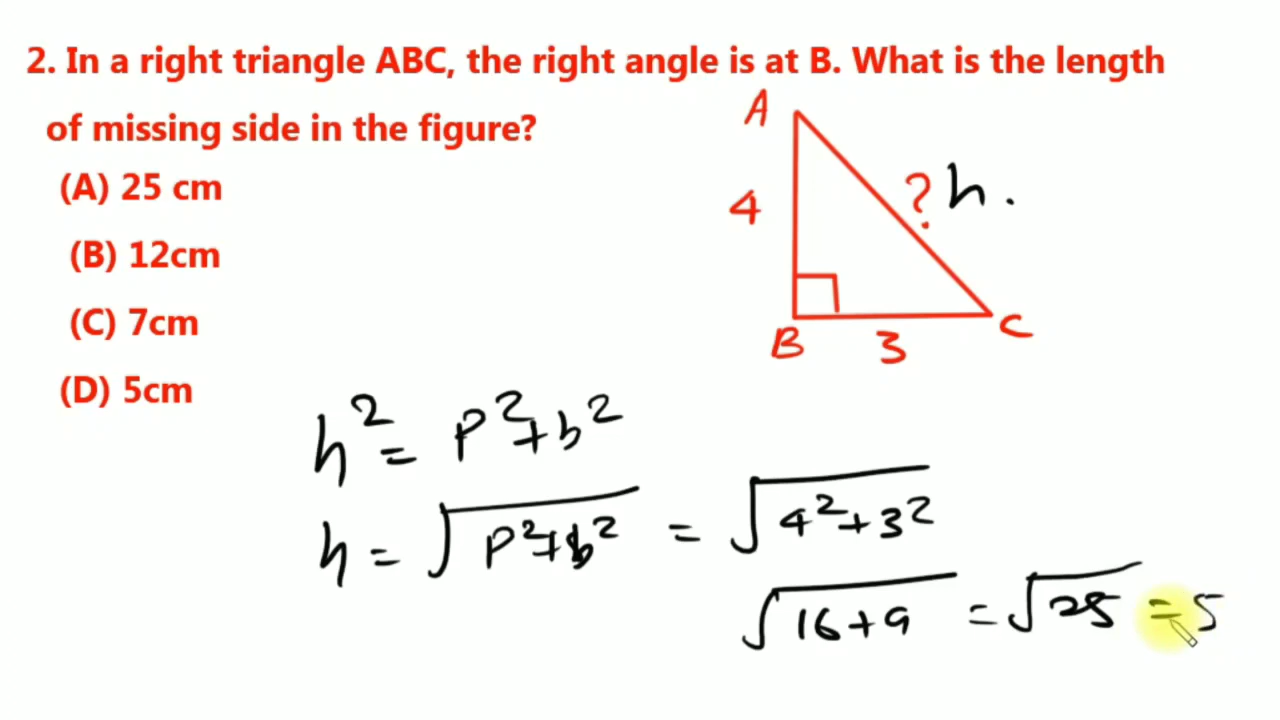 2. In a right triangle ABC, the right angle is at B. What is the length
of missing side in the figure?
(A) 25 cm
(B) 12cm
(C) 7cm
(D) 5cm
A
4
? h.
B
3
C
h² = P²+b²
h = √P²+b² = √4²+3²
√16+9 = √25 = 5